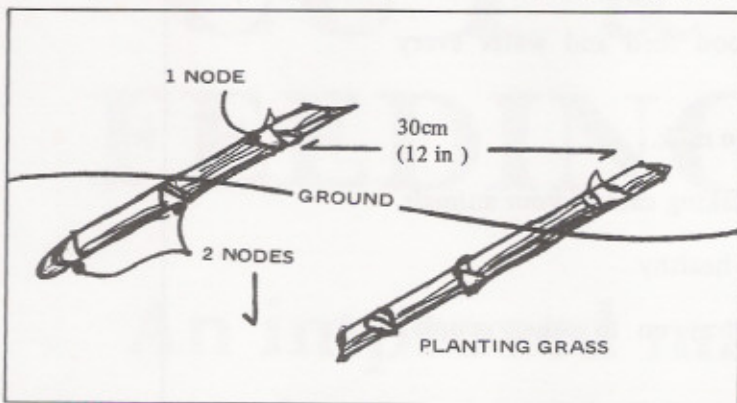 1 NODE
30cm
(12 in )
GROUND
2 NODES
PLANTING GRASS